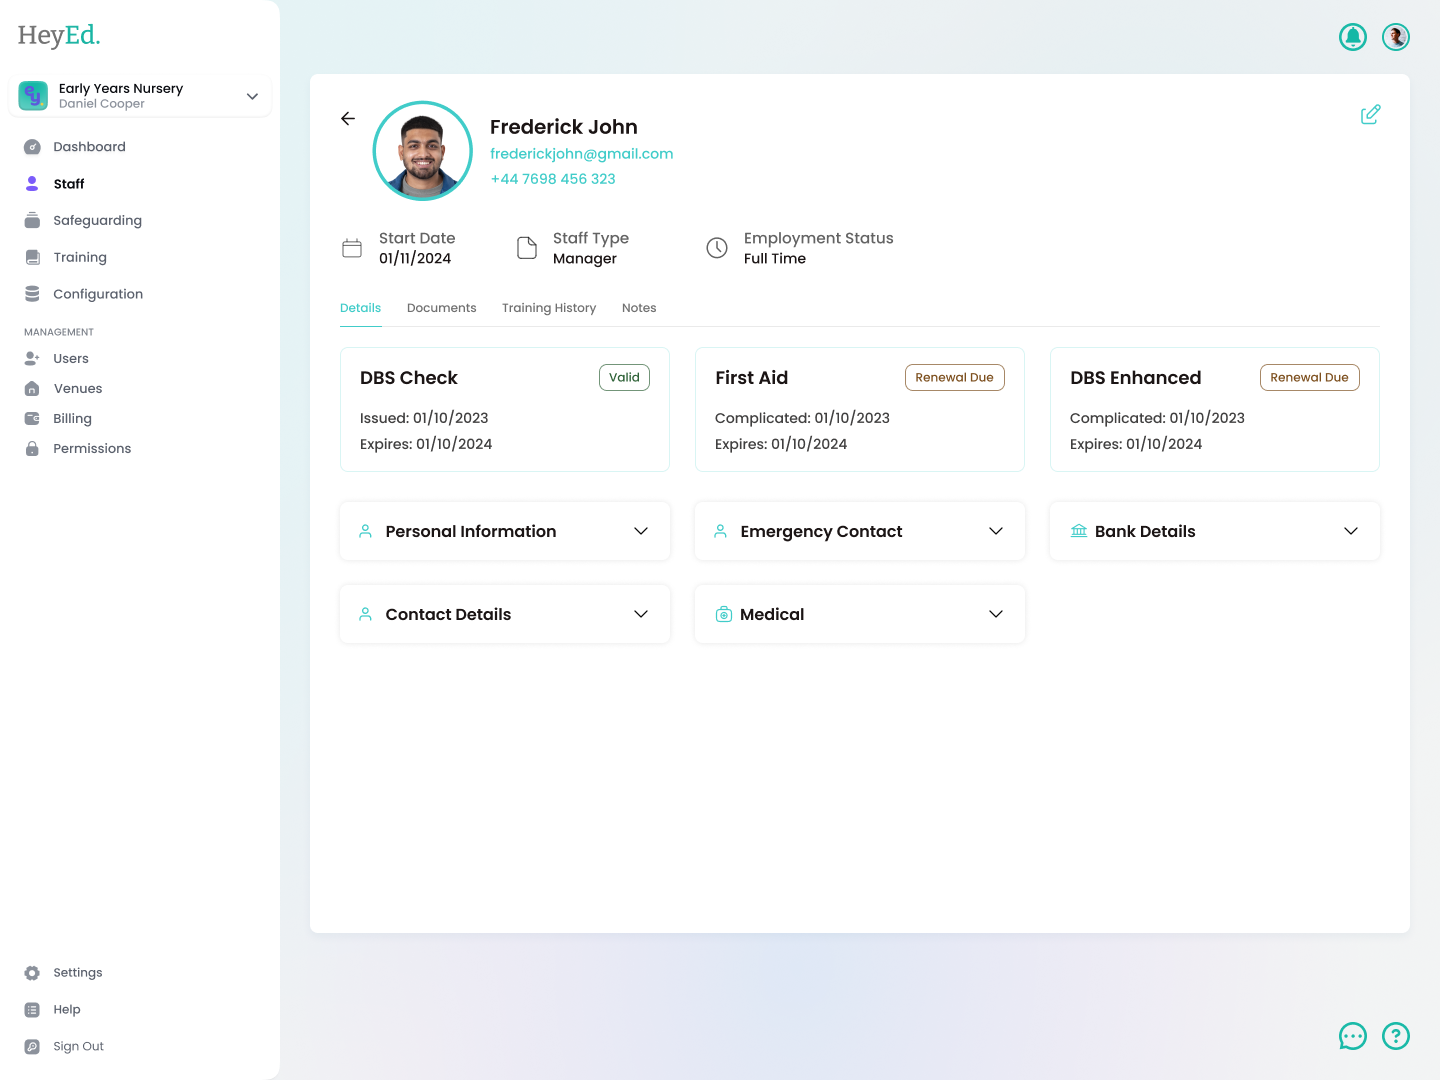 HeyEd.
Early Years Nursery
Daniel Cooper
Dashboard
Staff
Safeguarding
Training
Configuration
MANAGEMENT
Users
Venues
Billing
Permissions
Settings
Help
Sign Out
Frederick John
frederickjohn@gmail.com
+44 7698 456 323
Start Date
01/11/2024
Staff Type
Manager
Employment Status
Full Time
Details Documents Training History Notes
DBS Check Valid
Issued: 01/10/2023
Expires: 01/10/2024
First Aid Renewal Due
Complicated: 01/10/2023
Expires: 01/10/2024
DBS Enhanced Renewal Due
Complicated: 01/10/2023
Expires: 01/10/2024
Personal Information
Emergency Contact
Bank Details
Contact Details
Medical